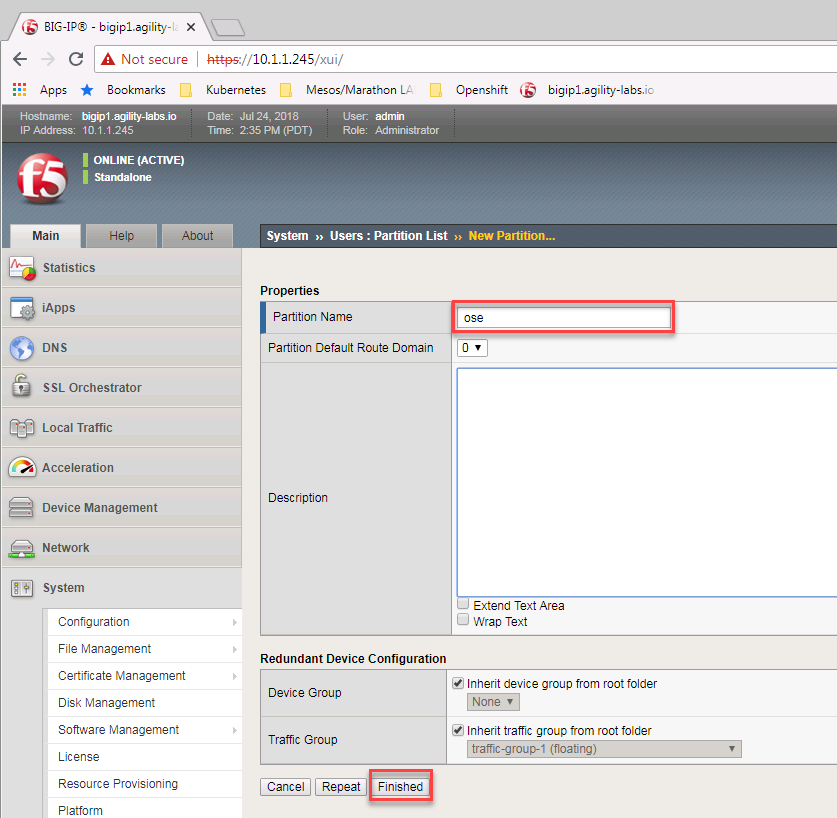 BIG-IP® - bigip1.agility-la
Not secure https://10.1.1.245/xui/
Apps Bookmarks Kubernetes Mesos/Marathon LA Openshift bigip1.agility-labs.io
Hostname: bigip1.agility-labs.io Date: Jul 24, 2018 User: admin
IP Address: 10.1.1.245 Time: 2:35 PM (PDT) Role: Administrator
f5
ONLINE (ACTIVE)
Standalone
Main Help About
System ›› Users : Partition List ›› New Partition...
Statistics
iApps
DNS
SSL Orchestrator
Local Traffic
Acceleration
Device Management
Network
System
Configuration
File Management
Certificate Management
Disk Management
Software Management
License
Resource Provisioning
Platform
Properties
Partition Name ose
Partition Default Route Domain 0
Description
Extend Text Area
Wrap Text
Redundant Device Configuration
Device Group Inherit device group from root folder
None
Traffic Group Inherit traffic group from root folder
traffic-group-1 (floating)
Cancel Repeat Finished